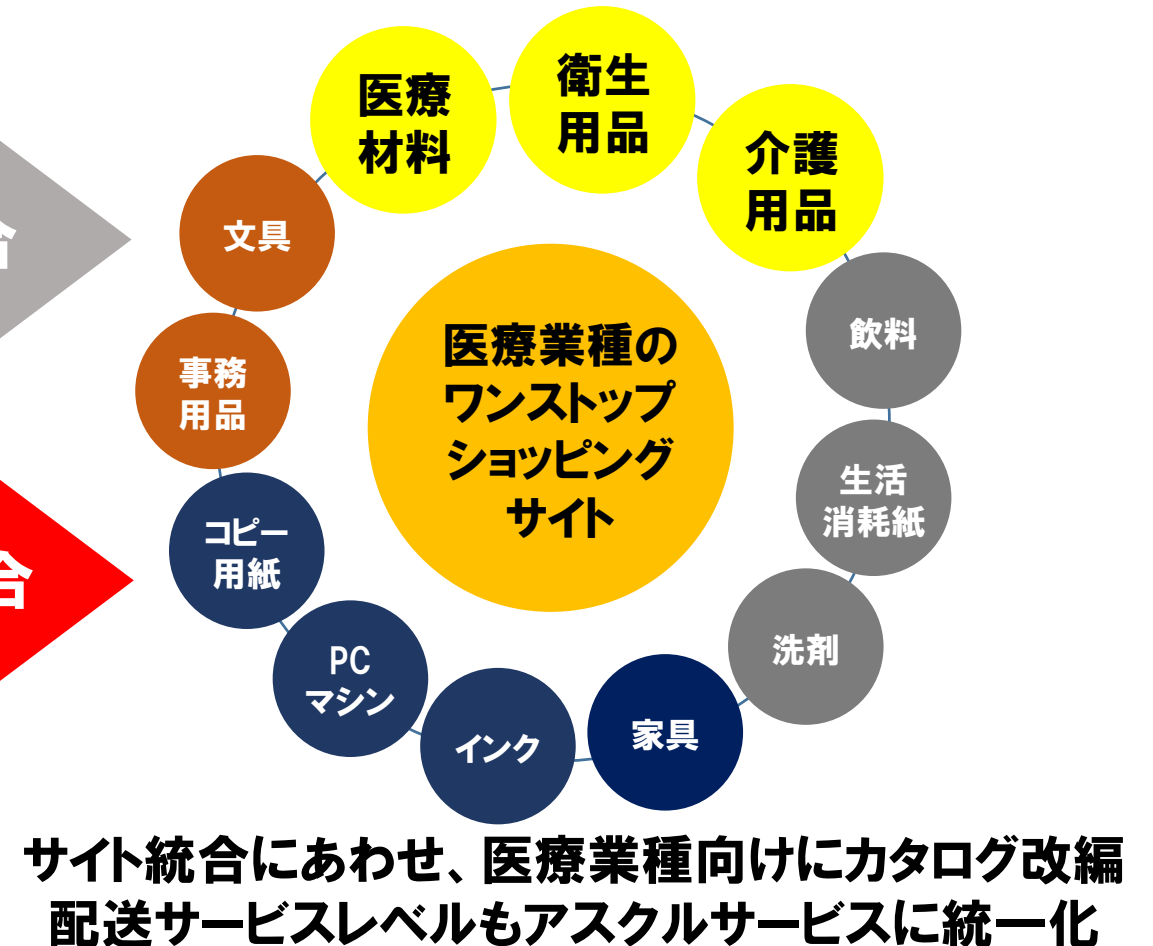 医療
材料
衛生
用品
介護
用品
文具
飲料
事務
用品
医療業種の
ワンストップ
ショッピング
サイト
生活
消耗紙
コピー
用紙
合
PC
マシン
洗剤
インク
家具
サイト統合にあわせ、医療業種向けにカタログ改編
配送サービスレベルもアスクルサービスに統一化